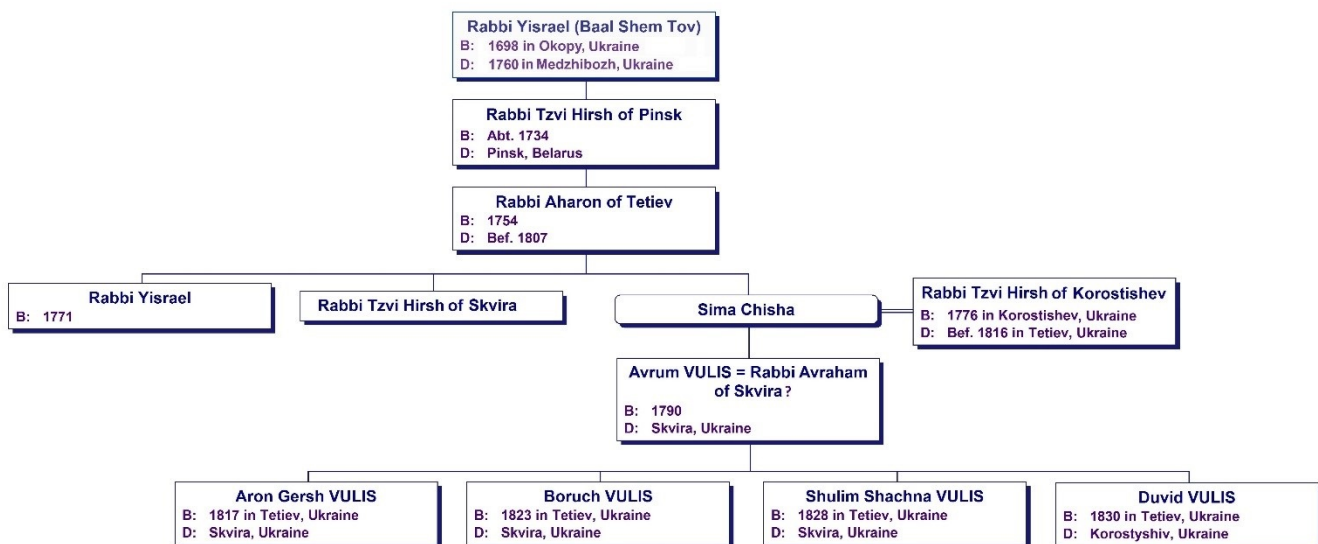 Rabbi Yisrael (Baal Shem Tov)
B: 1698 in Okopy, Ukraine
D: 1760 in Medzhibozh, Ukraine
Rabbi Tzvi Hirsh of Pinsk
B: Abt. 1734
D: Pinsk, Belarus
Rabbi Aharon of Tetiev
B: 1754
D: Bef. 1807
Rabbi Yisrael
B: 1771
Rabbi Tzvi Hirsh of Skvira
Sima Chisha
Rabbi Tzvi Hirsh of Korostishev
B: 1776 in Korostishev, Ukraine
D: Bef. 1816 in Tetiev, Ukraine
Avrum VULIS = Rabbi Avraham
of Skvira?
B: 1790
D: Skvira, Ukraine
Aron Gersh VULIS
B: 1817 in Tetiev, Ukraine
D: Skvira, Ukraine
Boruch VULIS
B: 1823 in Tetiev, Ukraine
D: Skvira, Ukraine
Shulim Shachna VULIS
B: 1828 in Tetiev, Ukraine
D: Skvira, Ukraine
Duvid VULIS
B: 1830 in Tetiev, Ukraine
D: Korostyshiv, Ukraine